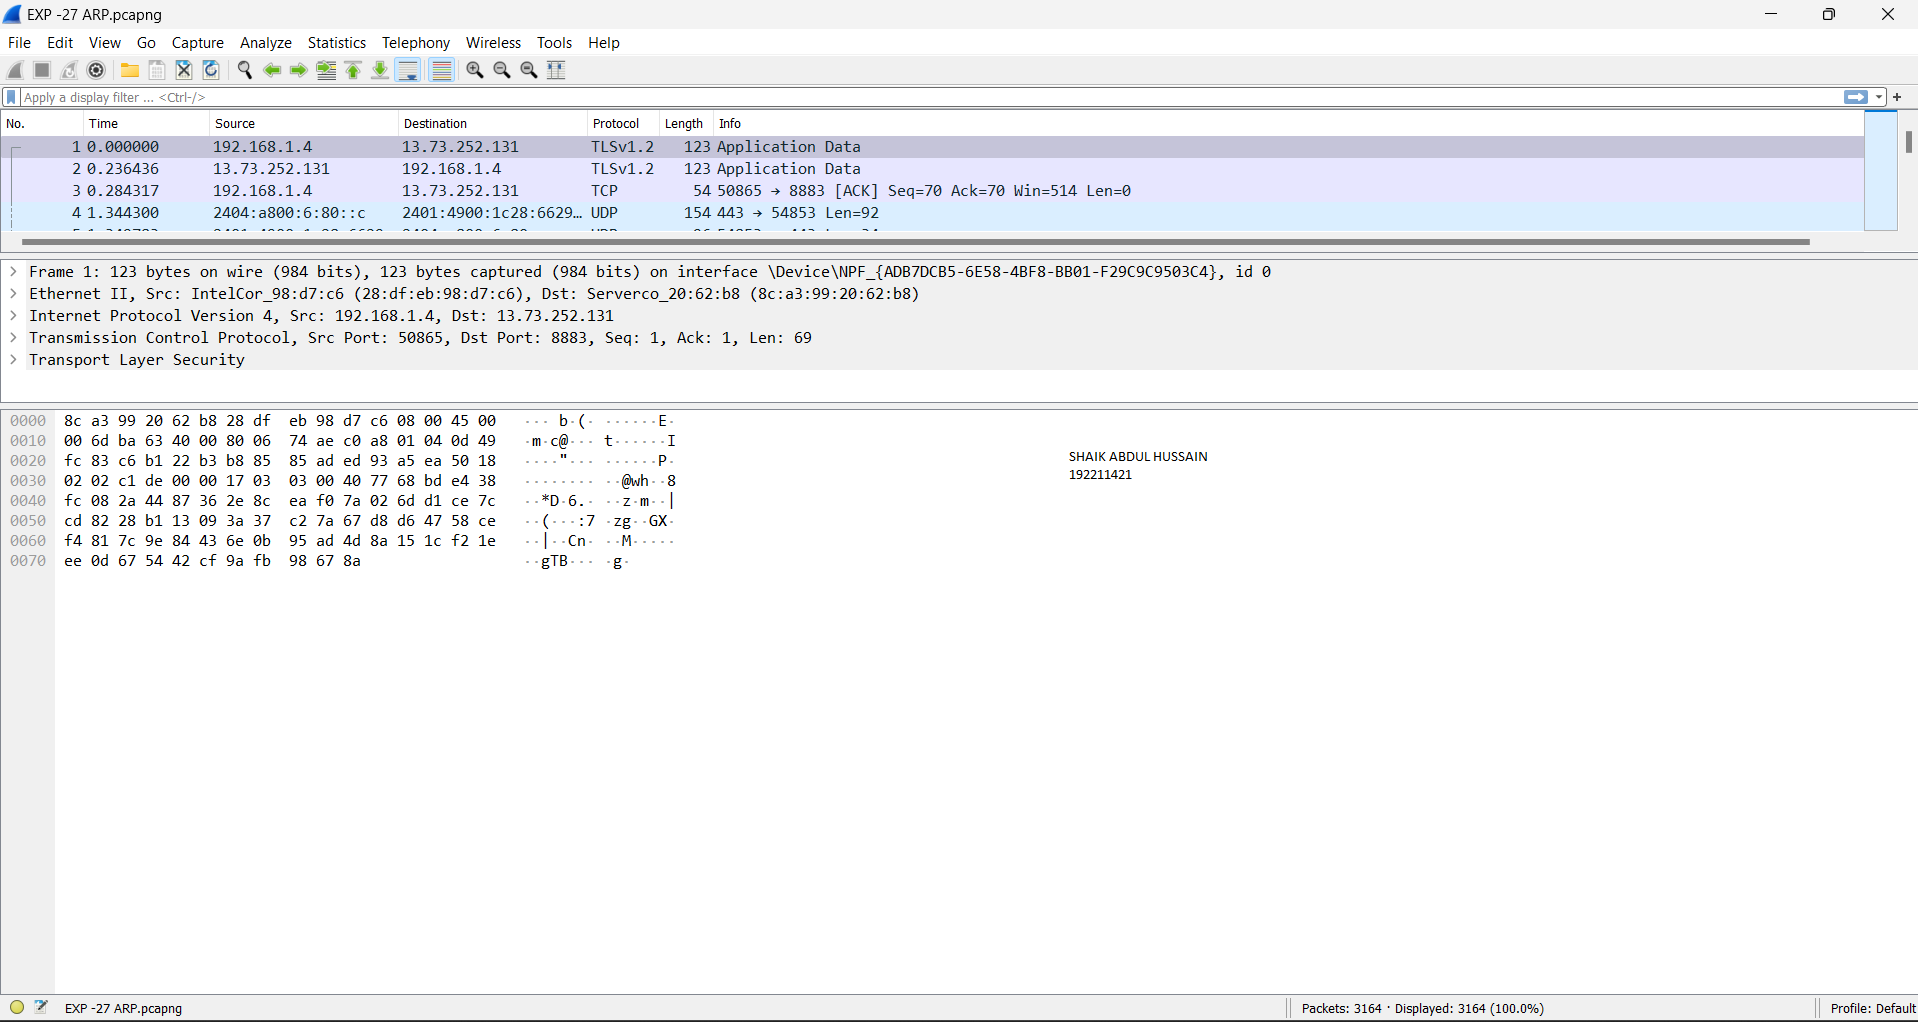 EXP -27 ARP.pcapng
File Edit View Go Capture Analyze Statistics Telephony Wireless Tools Help
Apply a display filter ... <Ctrl-/>
No. Time Source Destination Protocol Length Info
1 0.000000 192.168.1.4 13.73.252.131 TLSv1.2 123 Application Data
2 0.236436 13.73.252.131 192.168.1.4 TLSv1.2 123 Application Data
3 0.284317 192.168.1.4 13.73.252.131 TCP 54 50865 → 8883 [ACK] Seq=70 Ack=70 Win=514 Len=0
4 1.344300 2404:a800:6:80::c 2401:4900:1c28:6629… UDP 154 443 → 54853 Len=92
Frame 1: 123 bytes on wire (984 bits), 123 bytes captured (984 bits) on interface \Device\NPF_{ADB7DCB5-6E58-4BF8-BB01-F29C9C9503C4}, id 0
Ethernet II, Src: IntelCor_98:d7:c6 (28:df:eb:98:d7:c6), Dst: Serverco_20:62:b8 (8c:a3:99:20:62:b8)
Internet Protocol Version 4, Src: 192.168.1.4, Dst: 13.73.252.131
Transmission Control Protocol, Src Port: 50865, Dst Port: 8883, Seq: 1, Ack: 1, Len: 69
Transport Layer Security
0000 8c a3 99 20 62 b8 28 df eb 98 d7 c6 08 00 45 00 ··· b·(· ······E·
0010 00 6d ba 63 40 00 80 06 74 ae c0 a8 01 04 0d 49 ·m·c@··· t······I
0020 fc 83 c6 b1 22 b3 b8 85 85 ad ed 93 a5 ea 50 18 ····"··· ······P·
0030 02 02 c1 de 00 00 17 03 03 00 40 77 68 bd e4 38 ········ ··@wh··8
0040 fc 08 2a 44 87 36 2e 8c ea f0 7a 02 6d d1 ce 7c ··*D·6.· ··z·m··|
0050 cd 82 28 b1 13 09 3a 37 c2 7a 67 d8 d6 47 58 ce ··(···:7 ·zg··GX·
0060 f4 81 7c 9e 84 43 6e 0b 95 ad 4d 8a 15 1c f2 1e ··|··Cn· ··M·····
0070 ee 0d 67 54 42 cf 9a fb 98 67 8a ··gTB··· ·g·
SHAIK ABDUL HUSSAIN
192211421
EXP -27 ARP.pcapng
Packets: 3164 · Displayed: 3164 (100.0%)
Profile: Default